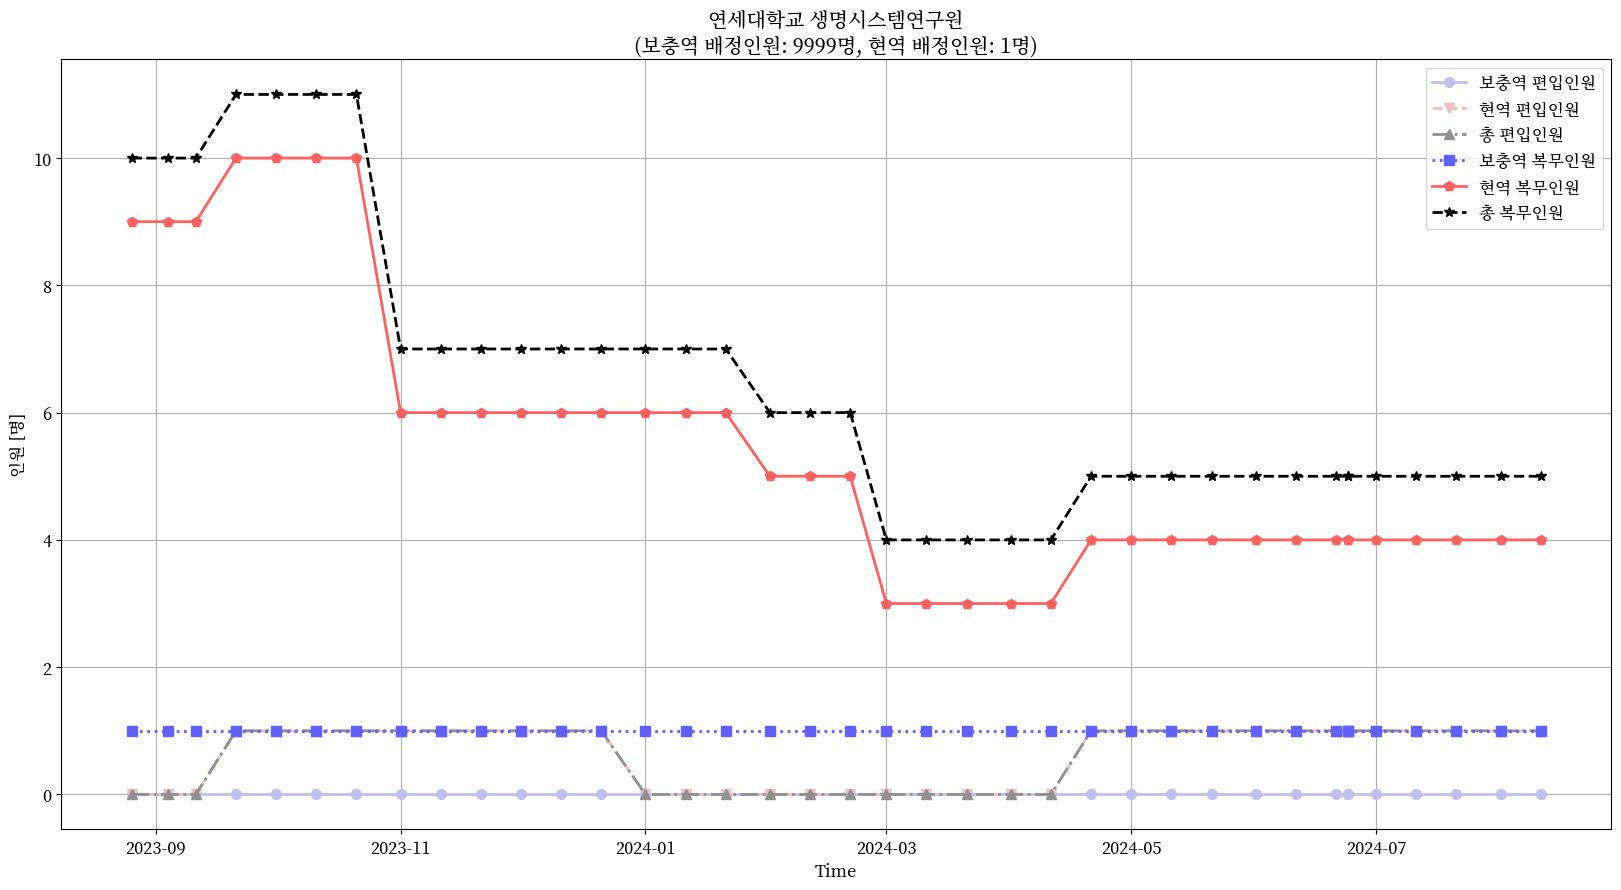 연세대학교 생명시스템연구원
(보충역 배정인원: 9999명, 현역 배정인원: 1명)
보충역 편입인원
현역 편입인원
총 편입인원
보충역 복무인원
현역 복무인원
총 복무인원
인원 [명]
10
8
6
4
2
0
2023-09
2023-11
2024-01
2024-03
2024-05
2024-07
Time